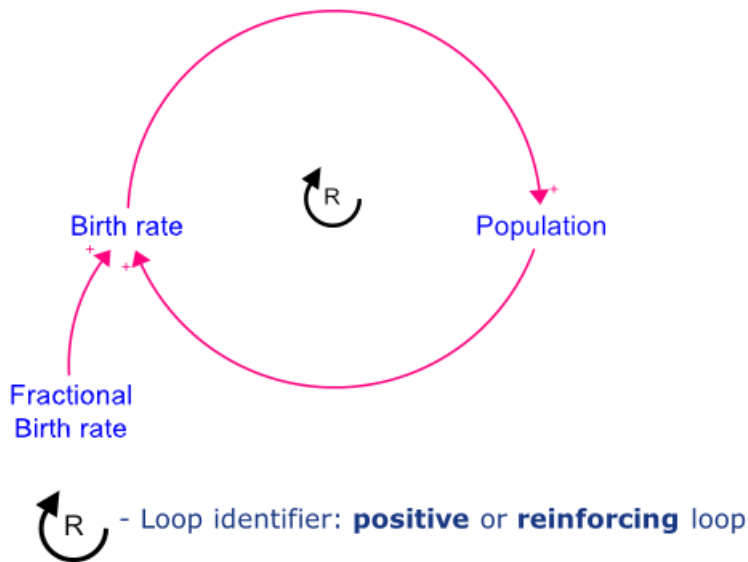 R
+
Birth rate
Population
+
+
Fractional
Birth rate
R - Loop identifier: positive or reinforcing loop